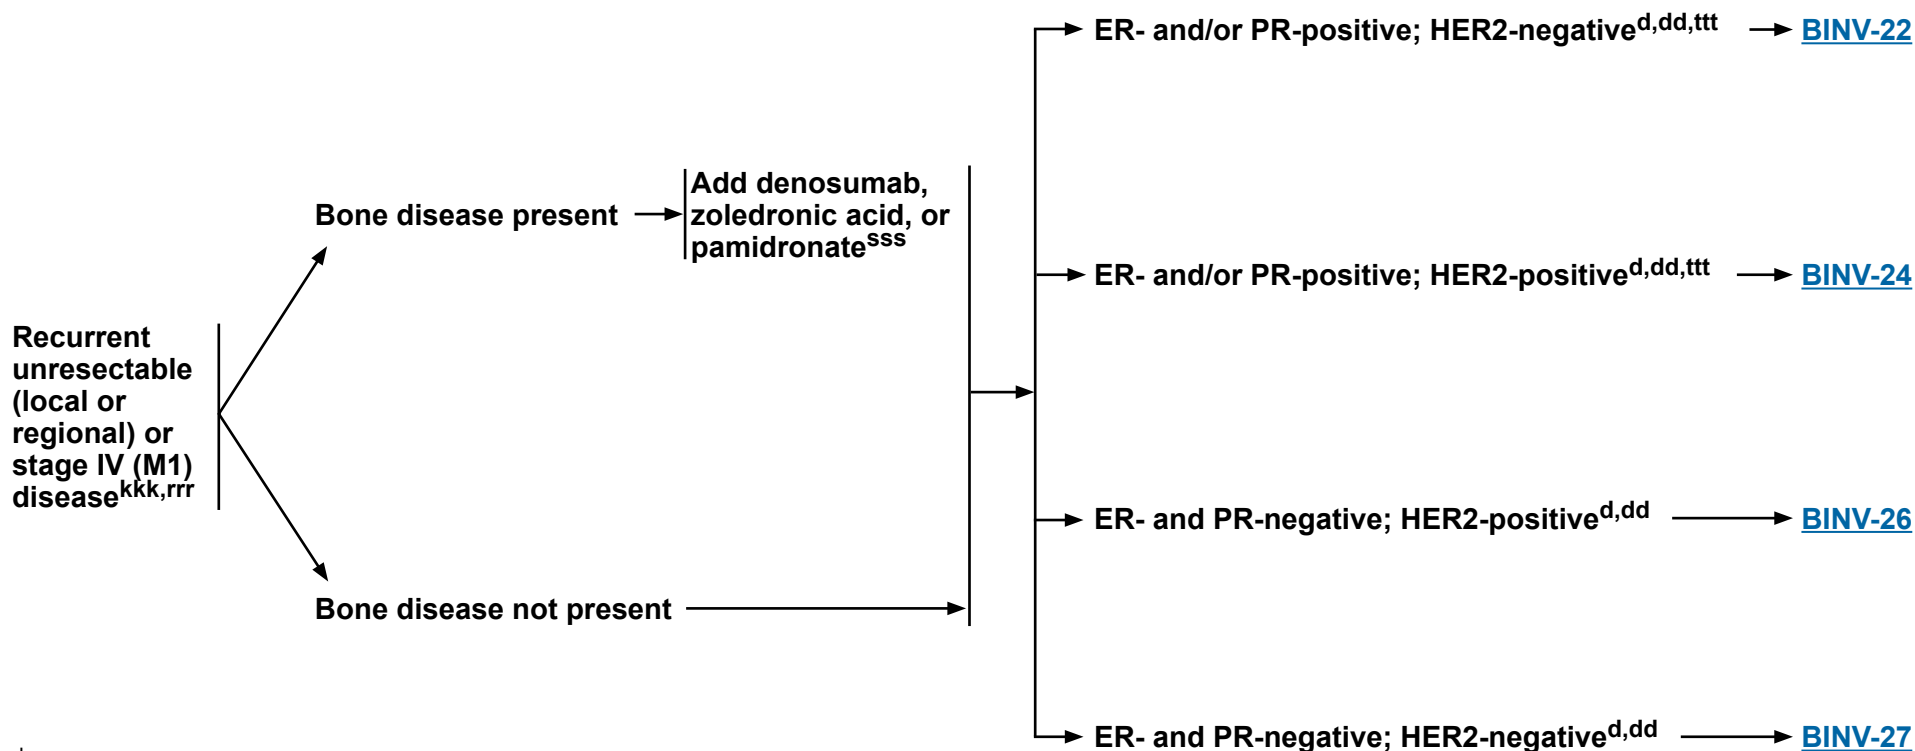 Recurrent
unresectable
(local or
regional) or
stage IV (M1)
disease^kkk,rrr
Bone disease present
Add denosumab,
zoledronic acid, or
pamidronate^sss
Bone disease not present
ER- and/or PR-positive; HER2-negative^d,dd,ttt
BINV-22
ER- and/or PR-positive; HER2-positive^d,dd,ttt
BINV-24
ER- and PR-negative; HER2-positive^d,dd
BINV-26
ER- and PR-negative; HER2-negative^d,dd
BINV-27